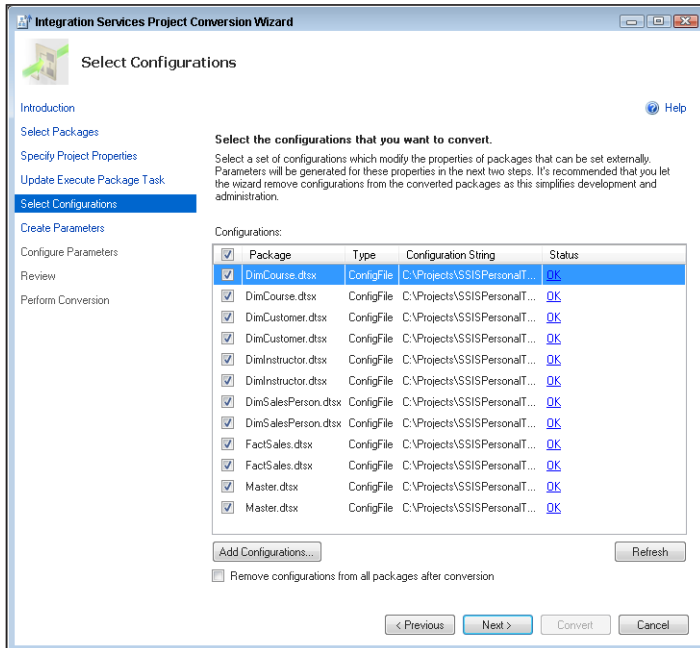 Integration Services Project Conversion Wizard
Select Configurations
Introduction
Help
Select Packages
Specify Project Properties
Update Execute Package Task
Select Configurations
Create Parameters
Configure Parameters
Review
Perform Conversion
Select the configurations that you want to convert.
Select a set of configurations which modify the properties of packages that can be set externally.
Parameters will be generated for these properties in the next two steps. It's recommended that you let
the wizard remove configurations from the converted packages as this simplifies development and
administration.
Configurations:
Package Type Configuration String Status
DimCourse.dtsx ConfigFile C:\Projects\SSISPersonalT... OK
DimCourse.dtsx ConfigFile C:\Projects\SSISPersonalT... OK
DimCustomer.dtsx ConfigFile C:\Projects\SSISPersonalT... OK
DimCustomer.dtsx ConfigFile C:\Projects\SSISPersonalT... OK
DimInstructor.dtsx ConfigFile C:\Projects\SSISPersonalT... OK
DimInstructor.dtsx ConfigFile C:\Projects\SSISPersonalT... OK
DimSalesPerson.dtsx ConfigFile C:\Projects\SSISPersonalT... OK
DimSalesPerson.dtsx ConfigFile C:\Projects\SSISPersonalT... OK
FactSales.dtsx ConfigFile C:\Projects\SSISPersonalT... OK
FactSales.dtsx ConfigFile C:\Projects\SSISPersonalT... OK
Master.dtsx ConfigFile C:\Projects\SSISPersonalT... OK
Master.dtsx ConfigFile C:\Projects\SSISPersonalT... OK
Add Configurations... Refresh
Remove configurations from all packages after conversion
< Previous Next > Convert Cancel